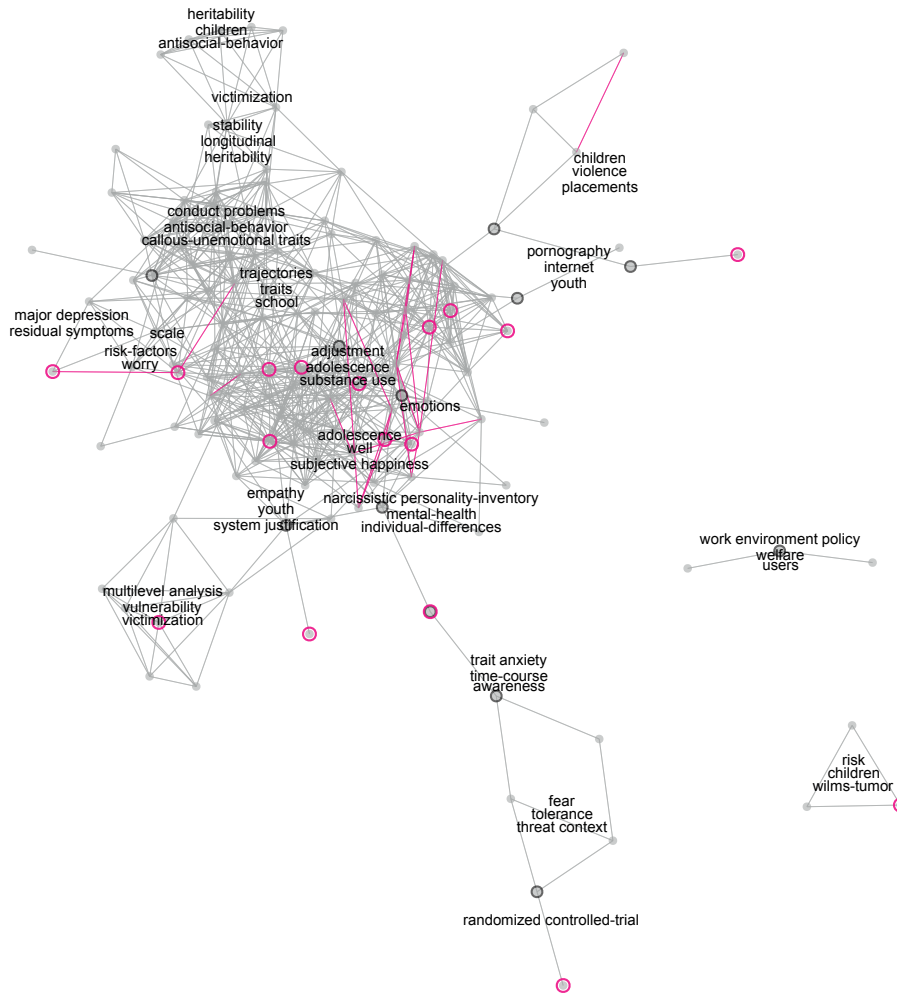 heritability
children
antisocial-behavior
victimization
stability
longitudinal
heritability
children
violence
placements
conduct problems
antisocial-behavior
callous-unemotional traits
pornography
internet
youth
trajectories
traits
school
major depression
residual symptoms
scale
risk-factors
worry
adjustment
adolescence
substance use
emotions
adolescence
well
subjective happiness
empathy
youth
system justification
narcissistic personality-inventory
mental-health
individual-differences
work environment policy
welfare
users
multilevel analysis
vulnerability
victimization
trait anxiety
time-course
awareness
risk
children
wilms-tumor
fear
tolerance
threat context
randomized controlled-trial